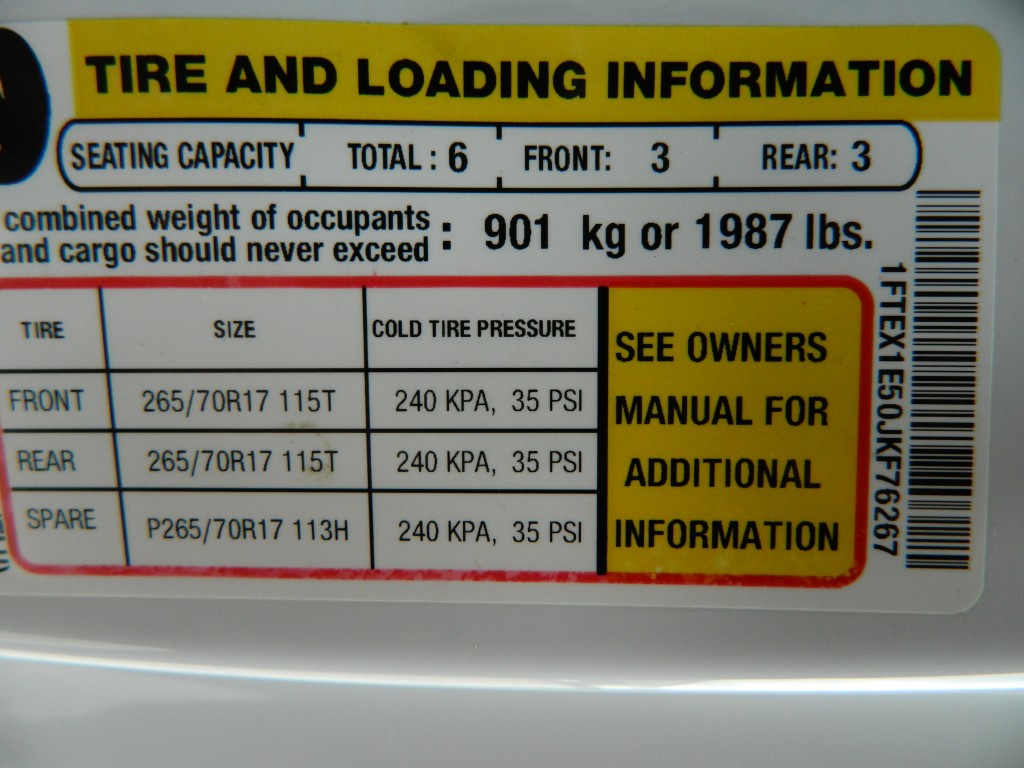 TIRE AND LOADING INFORMATION
SEATING CAPACITY TOTAL : 6 FRONT: 3 REAR: 3
combined weight of occupants
and cargo should never exceed : 901 kg or 1987 lbs.
TIRE SIZE COLD TIRE PRESSURE
FRONT 265/70R17 115T 240 KPA, 35 PSI
REAR 265/70R17 115T 240 KPA, 35 PSI
SPARE P265/70R17 113H 240 KPA, 35 PSI
SEE OWNERS
MANUAL FOR
ADDITIONAL
INFORMATION
1FTEX1E50JKF76267